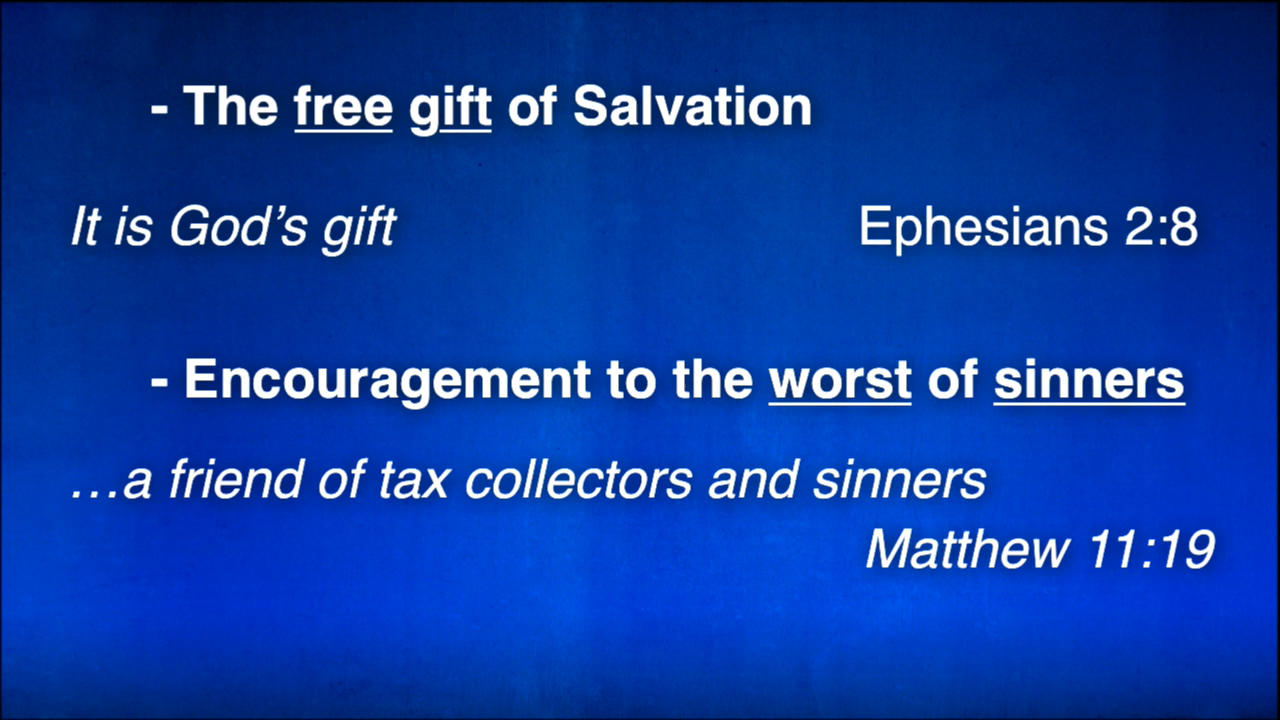 - The free gift of Salvation
It is God’s gift Ephesians 2:8
- Encouragement to the worst of sinners
…a friend of tax collectors and sinners
Matthew 11:19